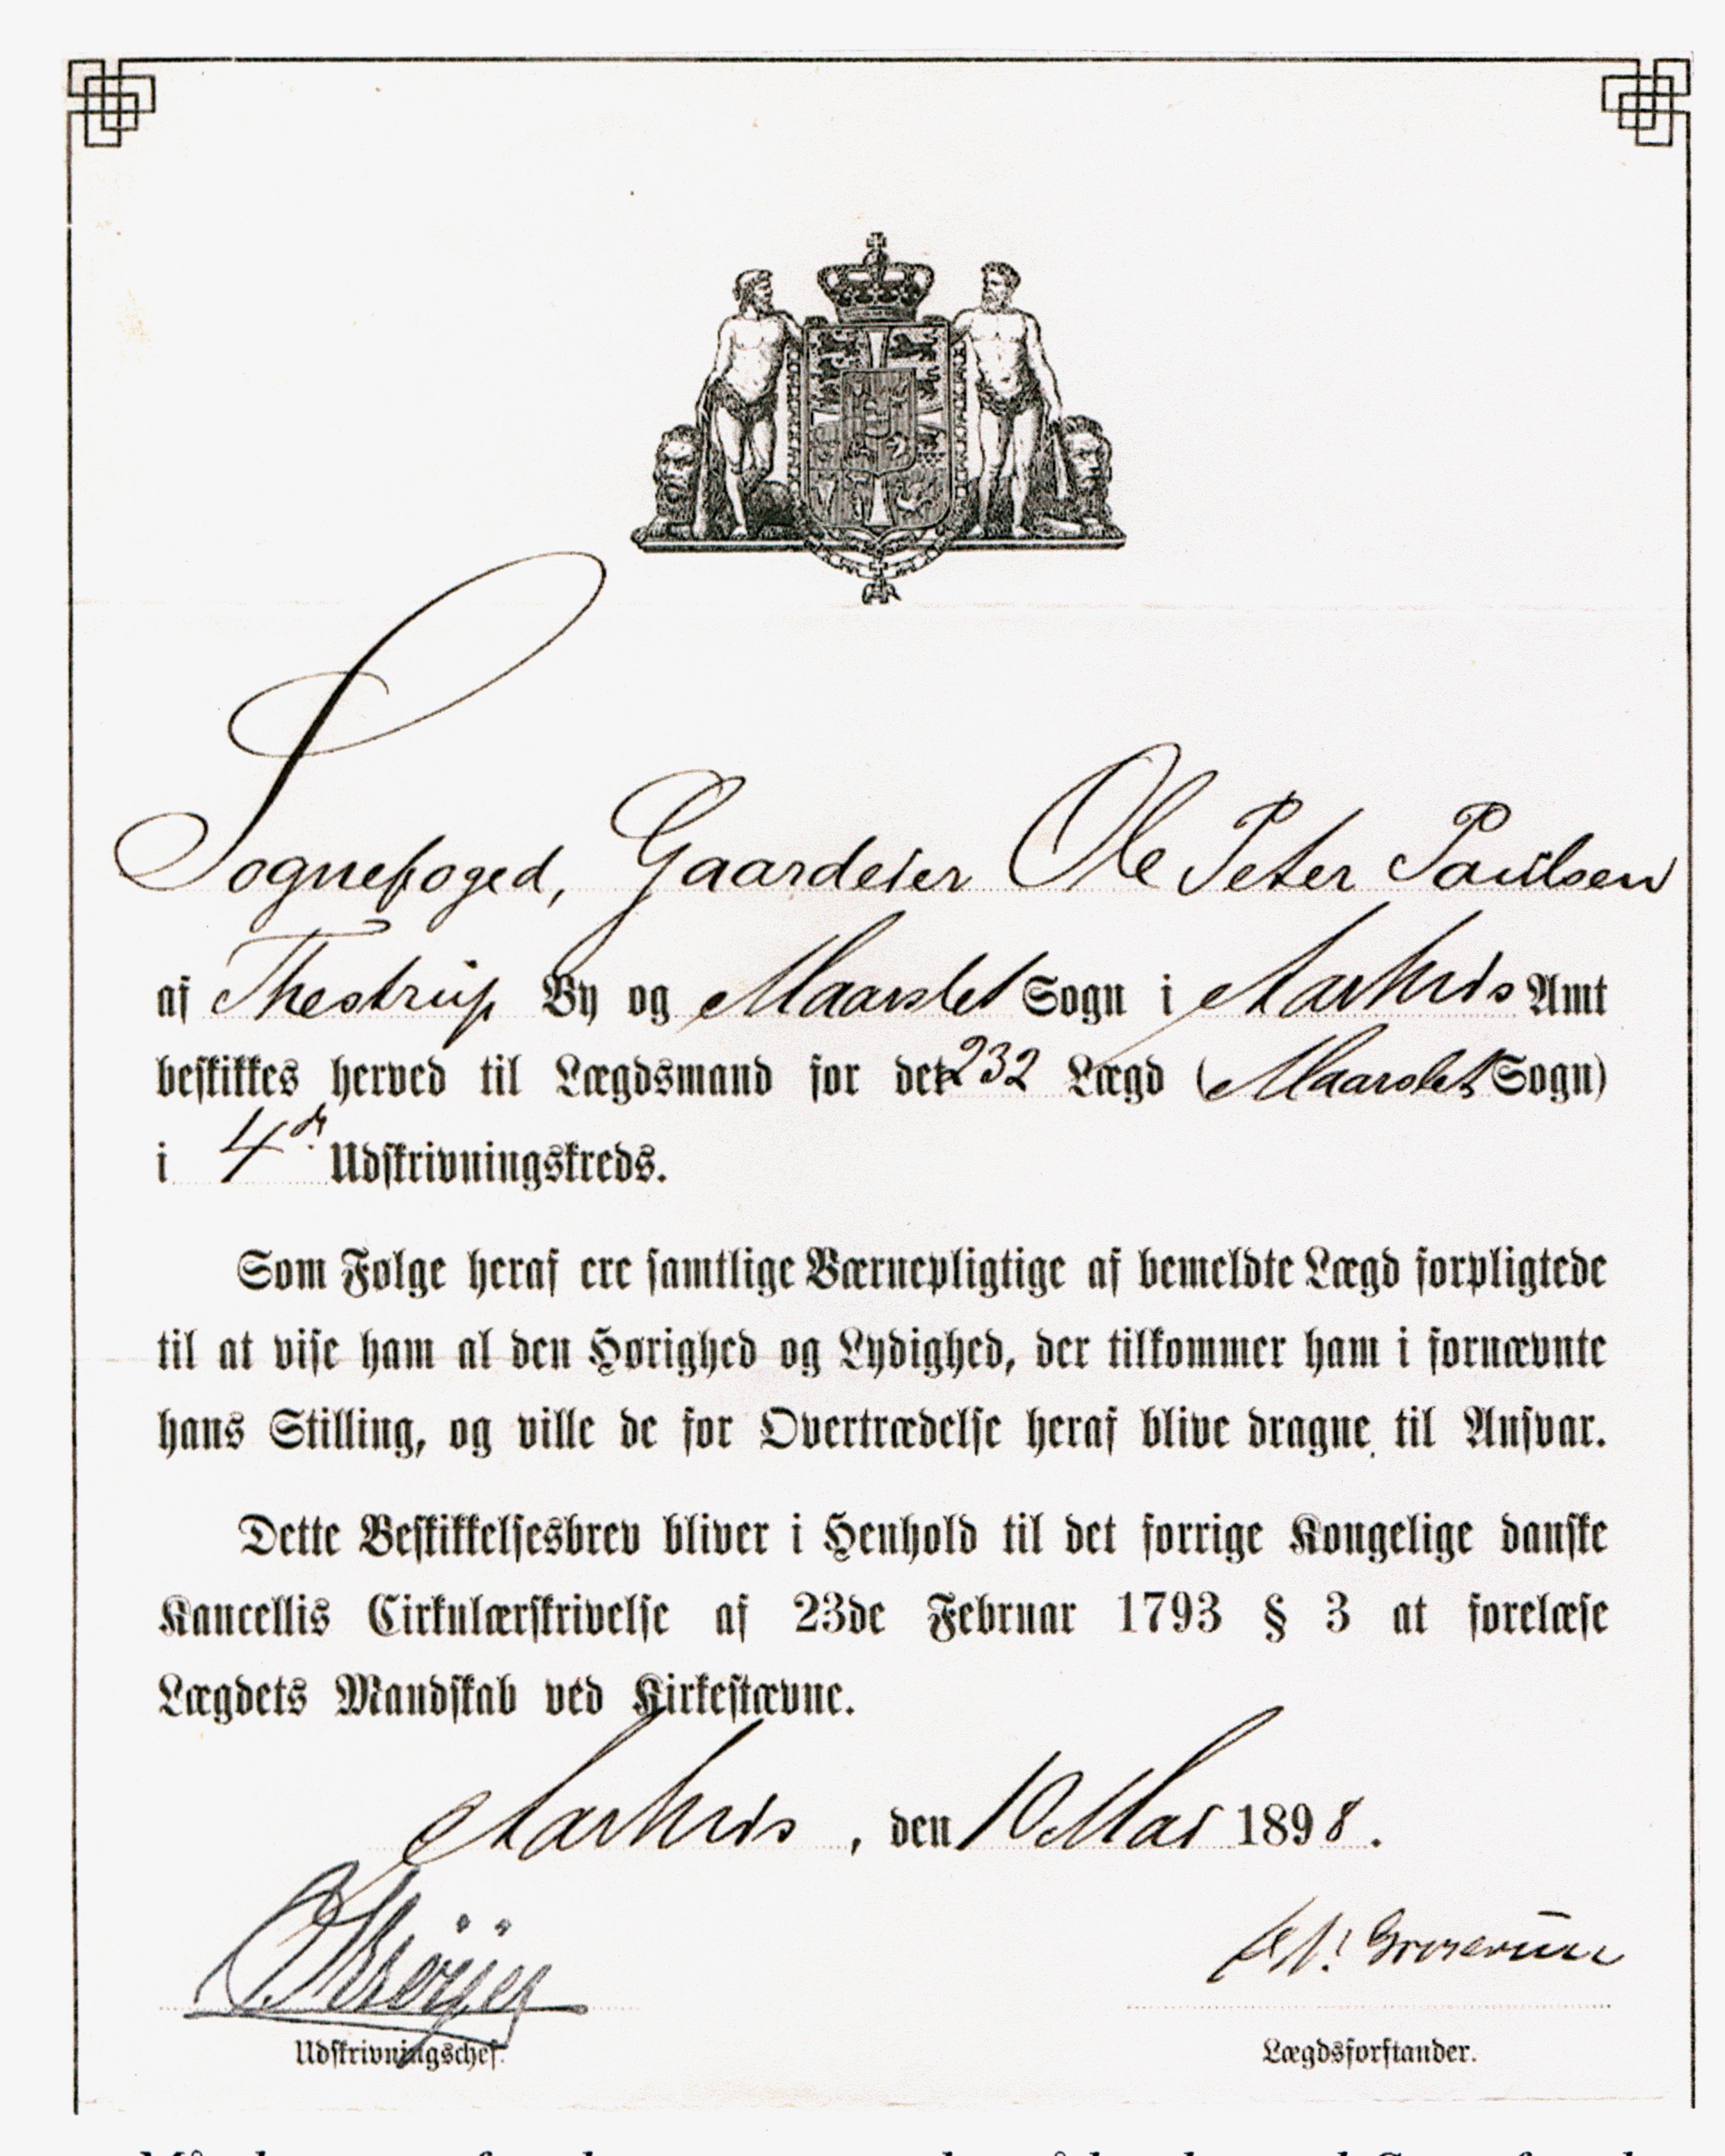 Sognefoged, Gaardeier Ole Peter Paulsen
af Thestrup By og Maarslet Sogn i Aarhus Amt
beskikkes herved til Lægdsmand for det 232 Lægd (Maarslet Sogn)
i 4de Udskrivningskreds.
Som Følge heraf ere samtlige Værnepligtige af bemeldte Lægd forpligtede
til at vise ham al den Hørighed og Lydighed, der tilkommer ham i fornævnte
hans Stilling, og ville de for Overtrædelse heraf blive dragne til Ansvar.
Dette Beskikkelsesbrev bliver i Henhold til det forrige Kongelige danske
Kancellis Cirkulærskrivelse af 23de Februar 1793 § 3 at forelæse
Lægdets Mandskab ved Kirkestævne.
Aarhus, den 10 Mai 1898.
Udskrivningschef.
Lægdsforstander.